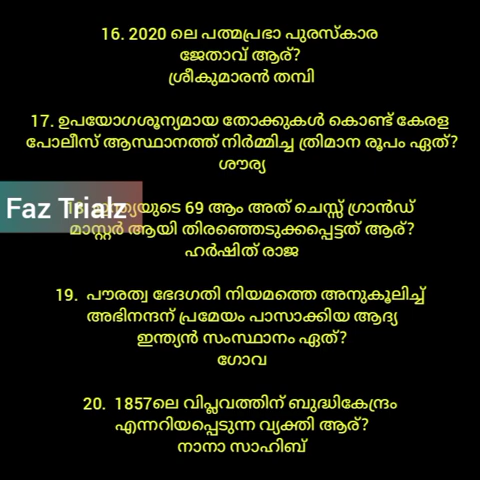 16. 2020 ലെ പത്മപ്രഭാ പുരസ്കാര
ജേതാവ് ആര്?
ശ്രീകുമാരൻ തമ്പി
17. ഉപയോഗശൂന്യമായ തോക്കുകൾ കൊണ്ട് കേരള
പോലീസ് ആസ്ഥാനത്ത് നിർമ്മിച്ച ത്രിമാന രൂപം ഏത്?
ശൗര്യ
Faz Trialz
69 ആം അത് ചെസ്സ് ഗ്രാൻഡ്
മാസ്റ്റർ ആയി തിരഞ്ഞെടുക്കപ്പെട്ടത് ആര്?
ഹർഷിത് രാജ
19. പൗരത്വ ഭേദഗതി നിയമത്തെ അനുകൂലിച്ച്
അഭിനന്ദന് പ്രമേയം പാസാക്കിയ ആദ്യ
ഇന്ത്യൻ സംസ്ഥാനം ഏത്?
ഗോവ
20. 1857ലെ വിപ്ലവത്തിന് ബുദ്ധികേന്ദ്രം
എന്നറിയപ്പെടുന്ന വ്യക്തി ആര്?
നാനാ സാഹിബ്